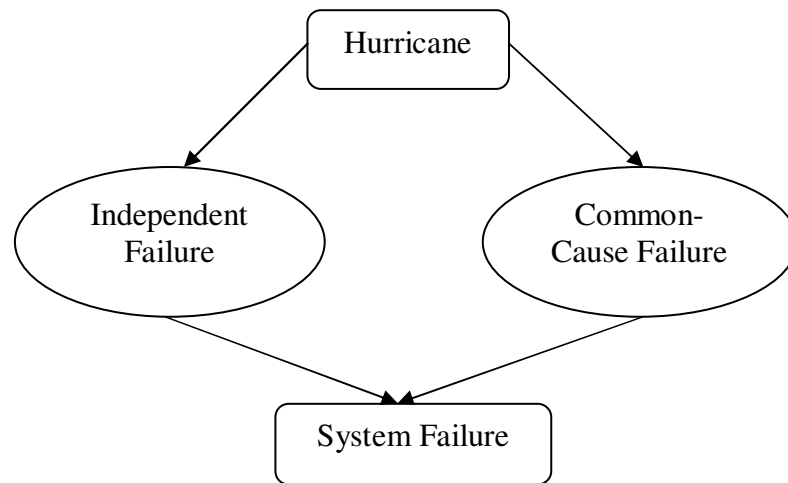 Hurricane
Independent
Failure
Common-
Cause Failure
System Failure